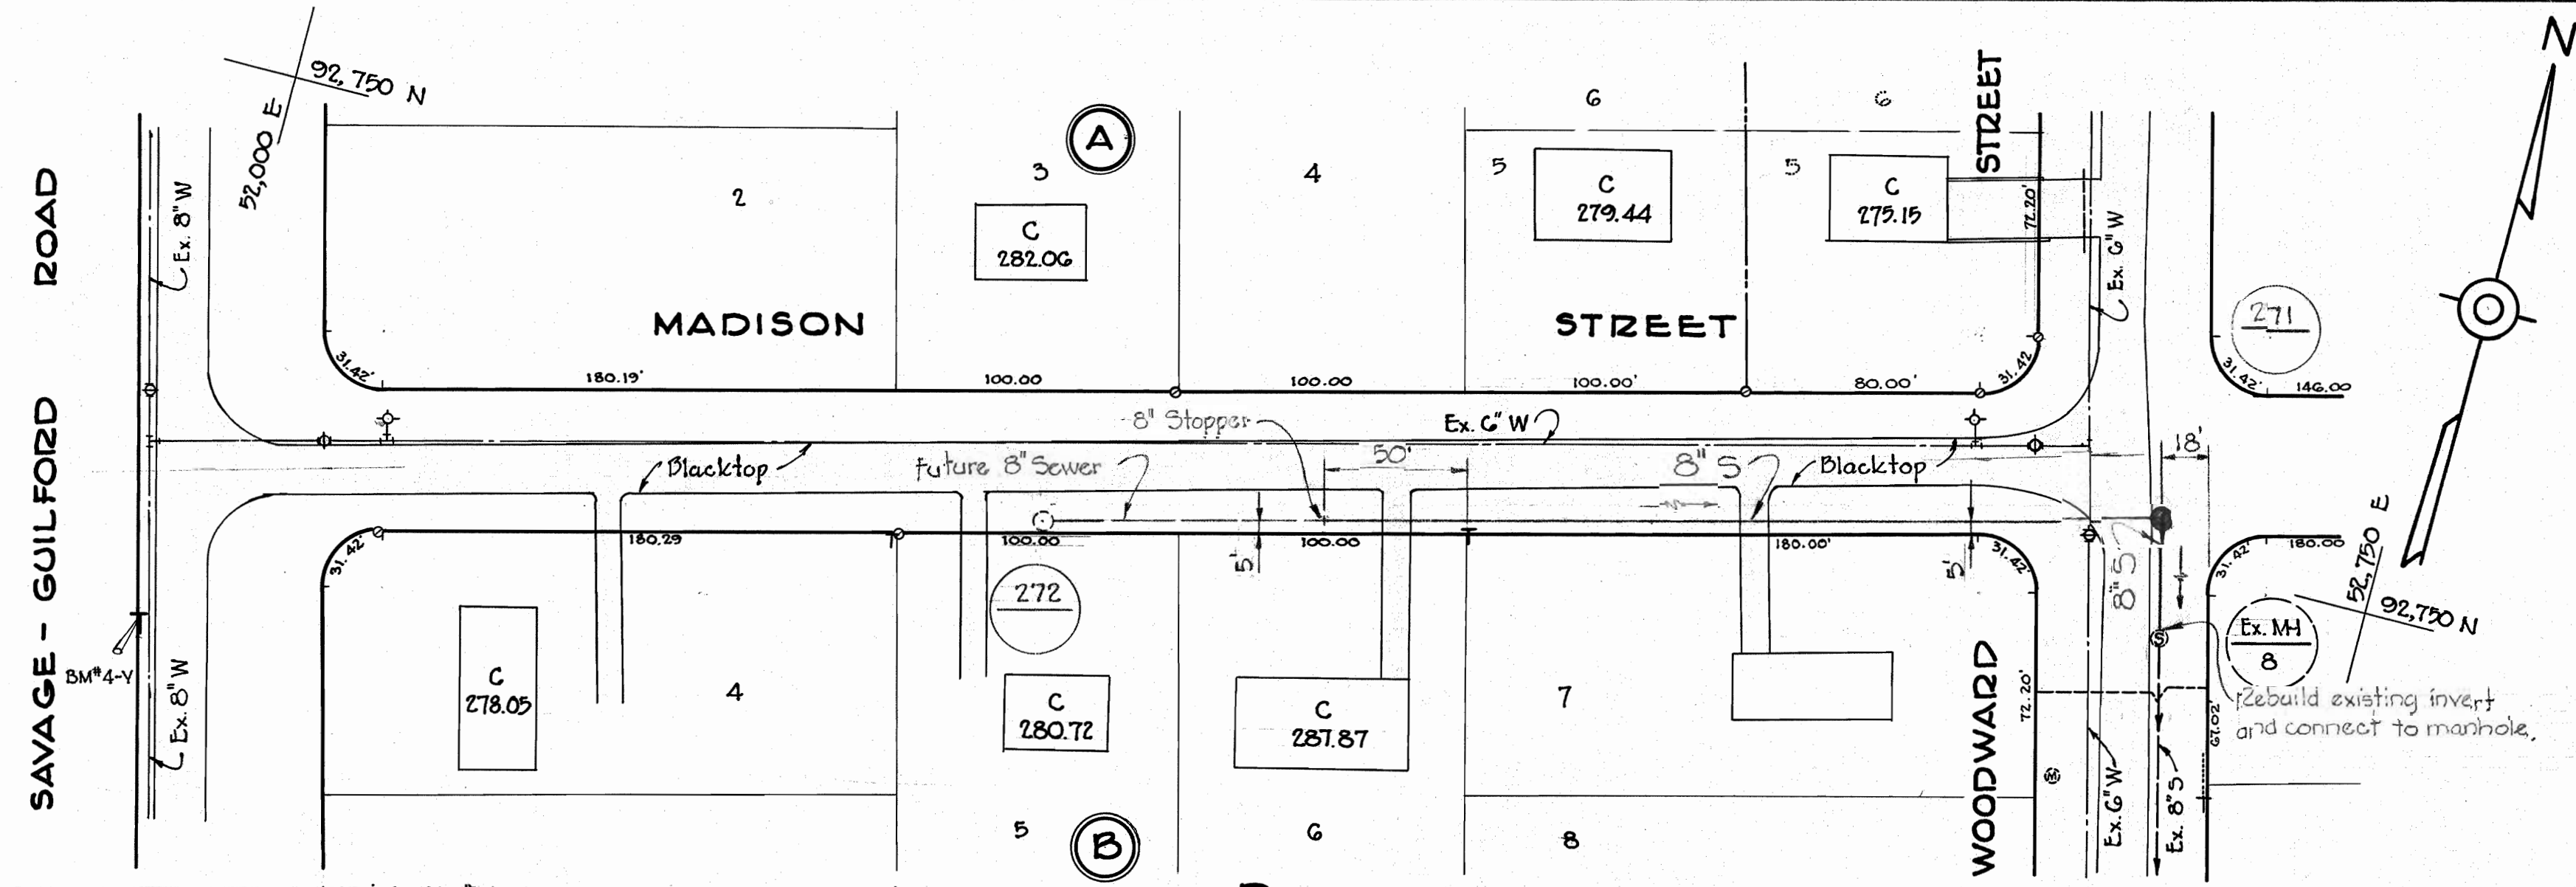 N
92,750 N
52,000 E
SAVAGE - GUILFORD ROAD
Ex. 8" W
A
2
3
4
6
6
5
5
C
282.06
C
279.44
C
275.15
STREET
72.20'
Ex. 6" W
271
MADISON STREET
31.42'
180.19'
100.00
100.00
100.00'
80.00'
31.42
31.42'
146.00
8" Stopper
Ex. 6" W
Blacktop
Future 8" Sewer
50'
8" S
Blacktop
18'
31.42'
180.29
100.00
100.00
180.00'
31.42'
31.42'
180.00
5'
5'
8" S
272
52,750 E
92,750 N
Ex. MH
8
Rebuild existing invert
and connect to manhole.
BM#4-Y
Ex. 8" W
C
278.05
4
C
280.72
C
287.87
7
WOODWARD
72.20'
67.02'
M
S
Ex. 6" W
Ex. 8" S
5
B
6
8